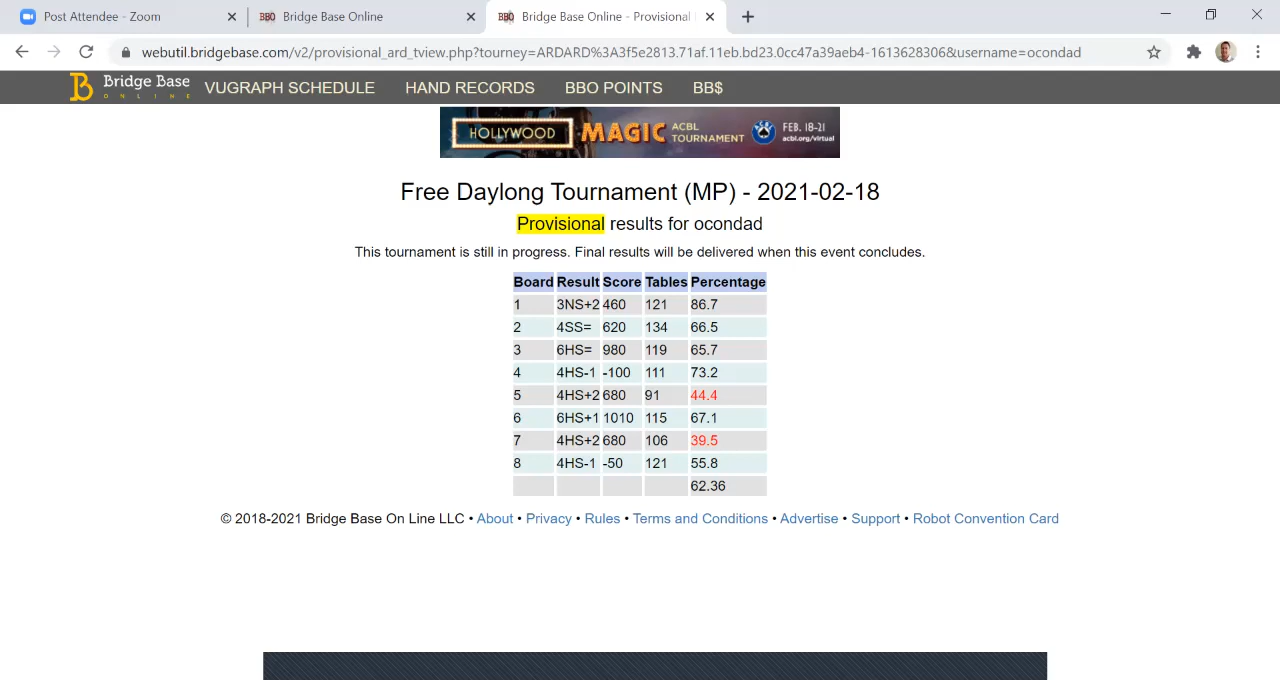 Post Attendee - Zoom
BBO Bridge Base Online
BBO Bridge Base Online - Provisional
webutil.bridgebase.com/v2/provisional_ard_tview.php?tourney=ARDARD%3A3f5e2813.71af.11eb.bd23.0cc47a39aeb4-1613628306&username=ocondad
Bridge Base
ONLINE
VUGRAPH SCHEDULE HAND RECORDS BBO POINTS BB$
HOLLYWOOD MAGIC ACBL TOURNAMENT FEB. 18-21 acbl.org/virtual
Free Daylong Tournament (MP) - 2021-02-18
Provisional results for ocondad
This tournament is still in progress. Final results will be delivered when this event concludes.
Board Result Score Tables Percentage
1 3NS+2 460 121 86.7
2 4SS= 620 134 66.5
3 6HS= 980 119 65.7
4 4HS-1 -100 111 73.2
5 4HS+2 680 91 44.4
6 6HS+1 1010 115 67.1
7 4HS+2 680 106 39.5
8 4HS-1 -50 121 55.8
62.36
© 2018-2021 Bridge Base On Line LLC • About • Privacy • Rules • Terms and Conditions • Advertise • Support • Robot Convention Card